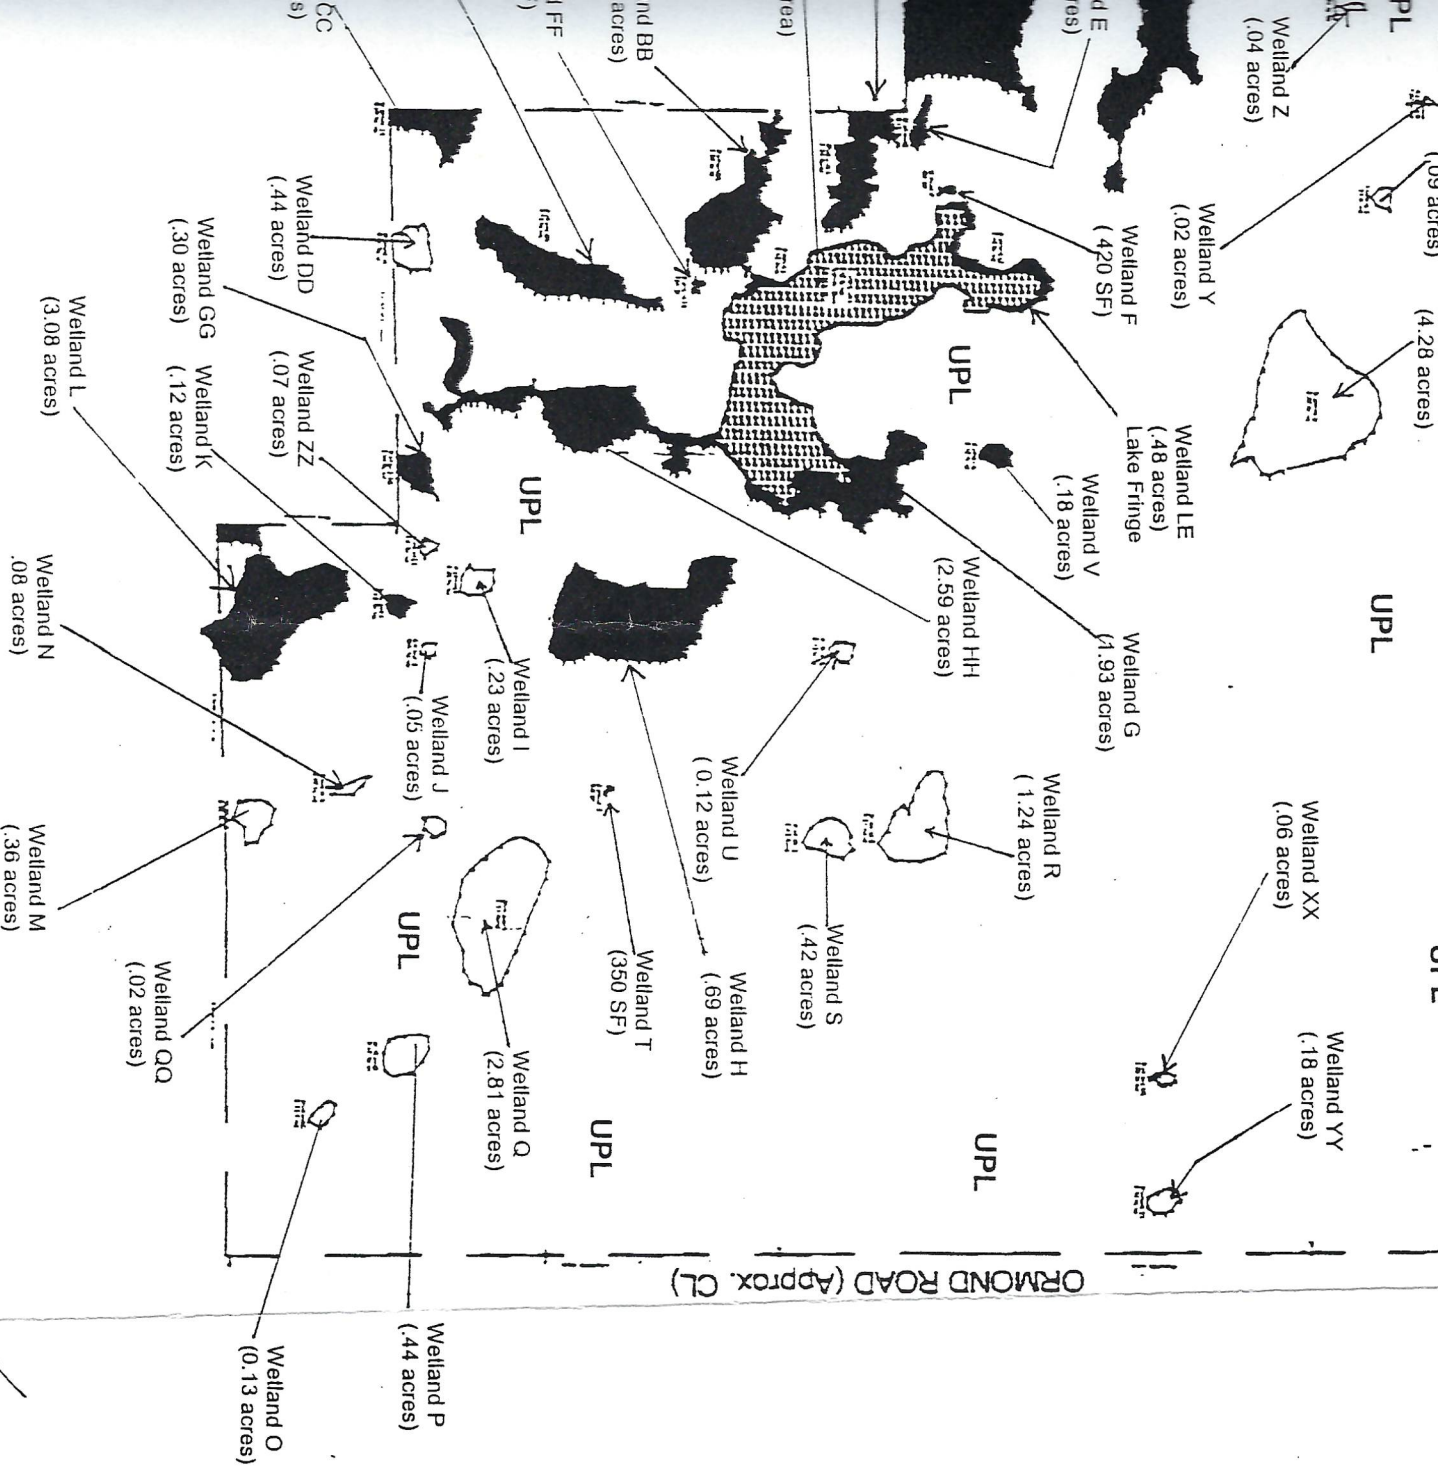 UPL
Wetland Z
(.04 acres)
(.09 acres)
(4.28 acres)
Wetland Y
(.02 acres)
Wetland F
( 420 SF)
UPL
Wetland LE
(.48 acres)
Lake Fringe
Wetland V
(.18 acres)
UPL
Wetland G
(1.93 acres)
Wetland HH
(2.59 acres)
UPL
Wetland XX
(.06 acres)
Wetland YY
(.18 acres)
Wetland R
( 1.24 acres)
Wetland S
(.42 acres)
Wetland U
( 0.12 acres)
Wetland H
(.69 acres)
Wetland T
(350 SF)
UPL
UPL
UPL
Wetland I
(.23 acres)
Wetland J
(.05 acres)
Wetland Q
(2.81 acres)
UPL
Wetland DD
(.44 acres)
Wetland GG
(.30 acres)
Wetland ZZ
(.07 acres)
Wetland K
(.12 acres)
Wetland L
(3.08 acres)
Wetland N
.08 acres)
Wetland M
(.36 acres)
Wetland QQ
(.02 acres)
Wetland P
(.44 acres)
Wetland O
(0.13 acres)
ORMOND ROAD (Approx. CL)
d E
res)
rea)
nd BB
acres)
d FF
CC
s)